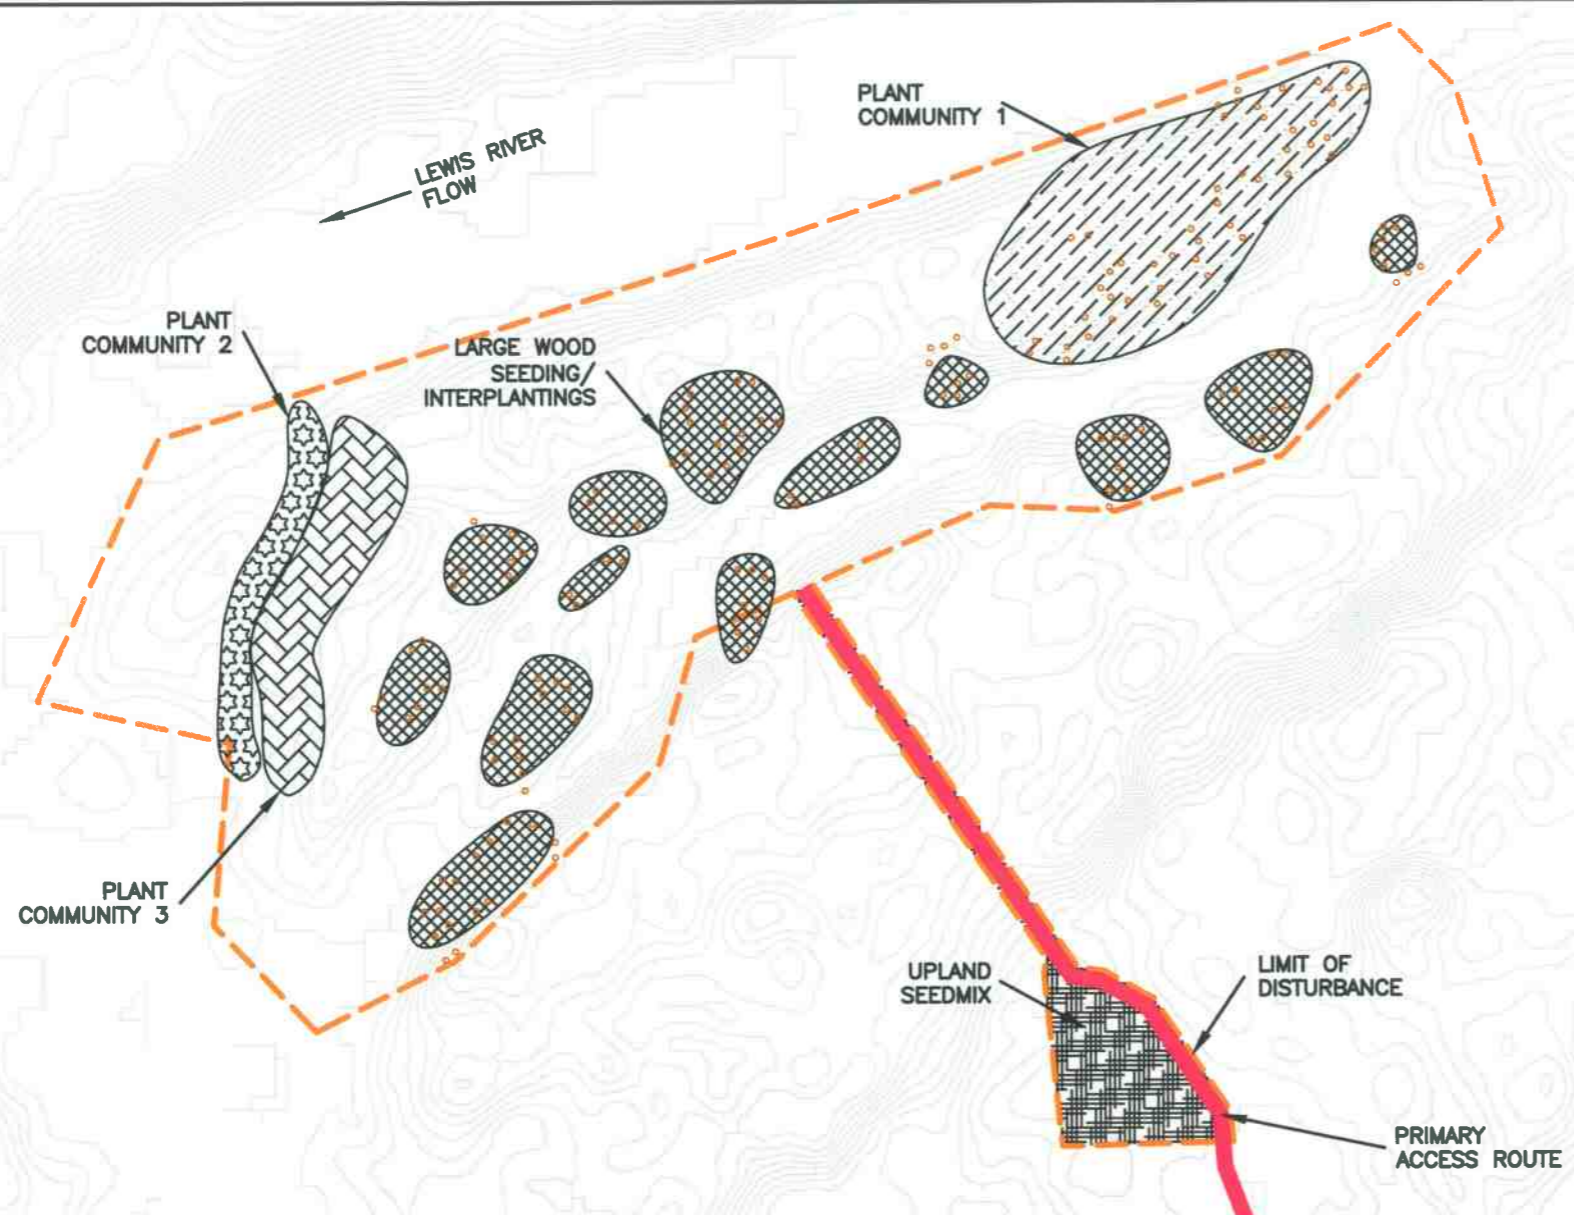 PLANT
COMMUNITY 1
LEWIS RIVER
FLOW
PLANT
COMMUNITY 2
LARGE WOOD
SEEDING/
INTERPLANTINGS
PLANT
COMMUNITY 3
UPLAND
SEEDMIX
LIMIT OF
DISTURBANCE
PRIMARY
ACCESS ROUTE